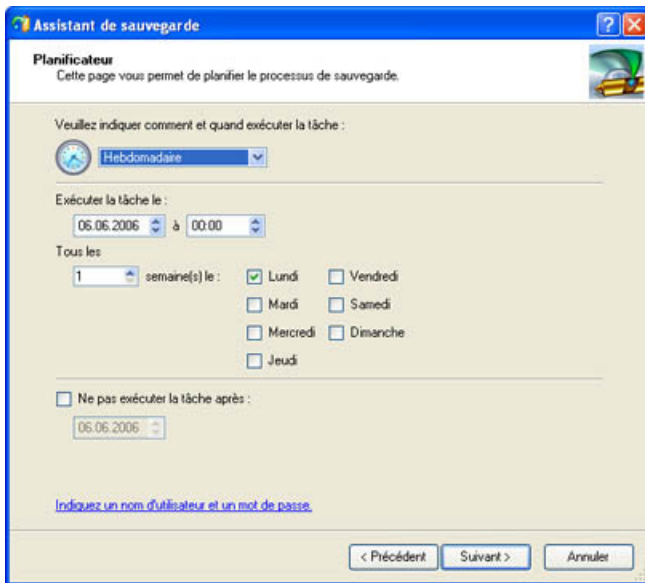 Assistant de sauvegarde
Planificateur
Cette page vous permet de planifier le processus de sauvegarde.
Veuillez indiquer comment et quand exécuter la tâche :
Hebdomadaire
Exécuter la tâche le :
06.06.2006 à 00:00
Tous les
1 semaine(s) le : Lundi Vendredi
Mardi Samedi
Mercredi Dimanche
Jeudi
Ne pas exécuter la tâche après :
06.06.2006
Indiquez un nom d'utilisateur et un mot de passe.
< Précédent Suivant > Annuler